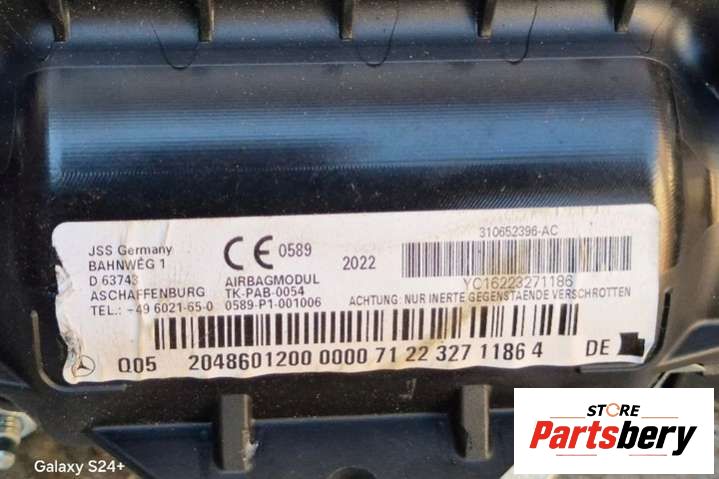 JSS Germany
BAHNWEG 1
D 63743
ASCHAFFENBURG
TEL.: +49 6021-65-0
CE 0589
AIRBAGMODUL
TK-PAB-0054
0589-P1-001006
2022
310652396-AC
YC16223271186
ACHTUNG: NUR INERTE GEGENSTAENDE VERSCHROTTEN
Q05 2048601200 0000 71 22 327 1186 4 DE
STORE
Partsbery
Galaxy S24+